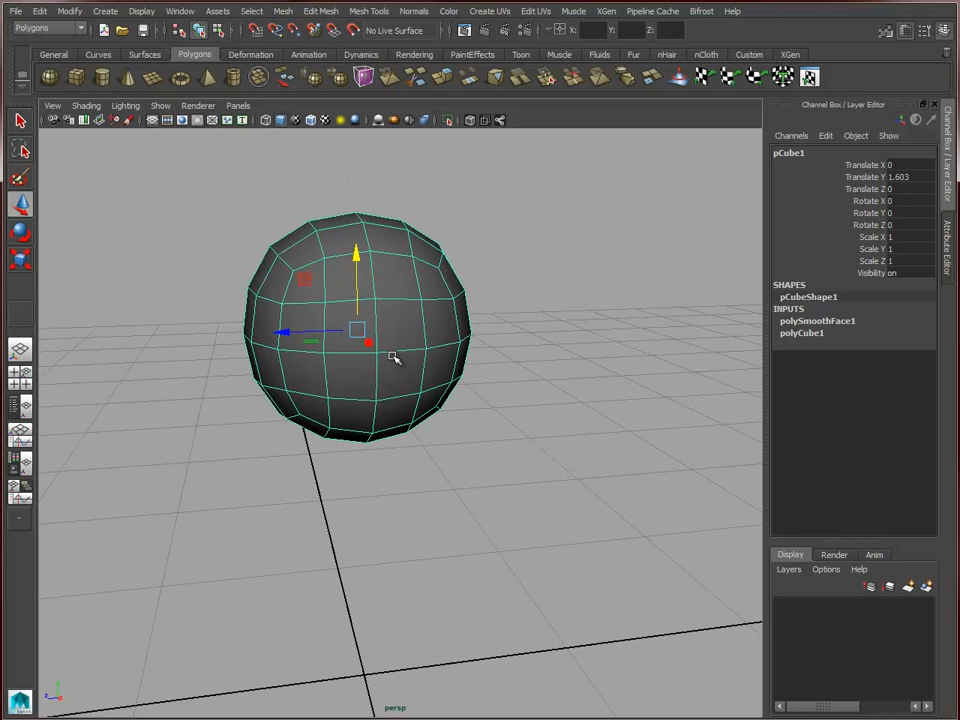 File Edit Modify Create Display Window Assets Select Mesh Edit Mesh Mesh Tools Normals Color Create UVs Edit UVs Muscle XGen Pipeline Cache Bifrost Help
Polygons No Live Surface X: Y: Z:
General Curves Surfaces Polygons Deformation Animation Dynamics Rendering PaintEffects Toon Muscle Fluids Fur nHair nCloth Custom XGen
View Shading Lighting Show Renderer Panels
Channel Box / Layer Editor
Channels Edit Object Show
pCube1
Translate X 0
Translate Y 1.603
Translate Z 0
Rotate X 0
Rotate Y 0
Rotate Z 0
Scale X 1
Scale Y 1
Scale Z 1
Visibility on
SHAPES
pCubeShape1
INPUTS
polySmoothFace1
polyCube1
Channel Box / Layer Editor
Attribute Editor
Display Render Anim
Layers Options Help
persp